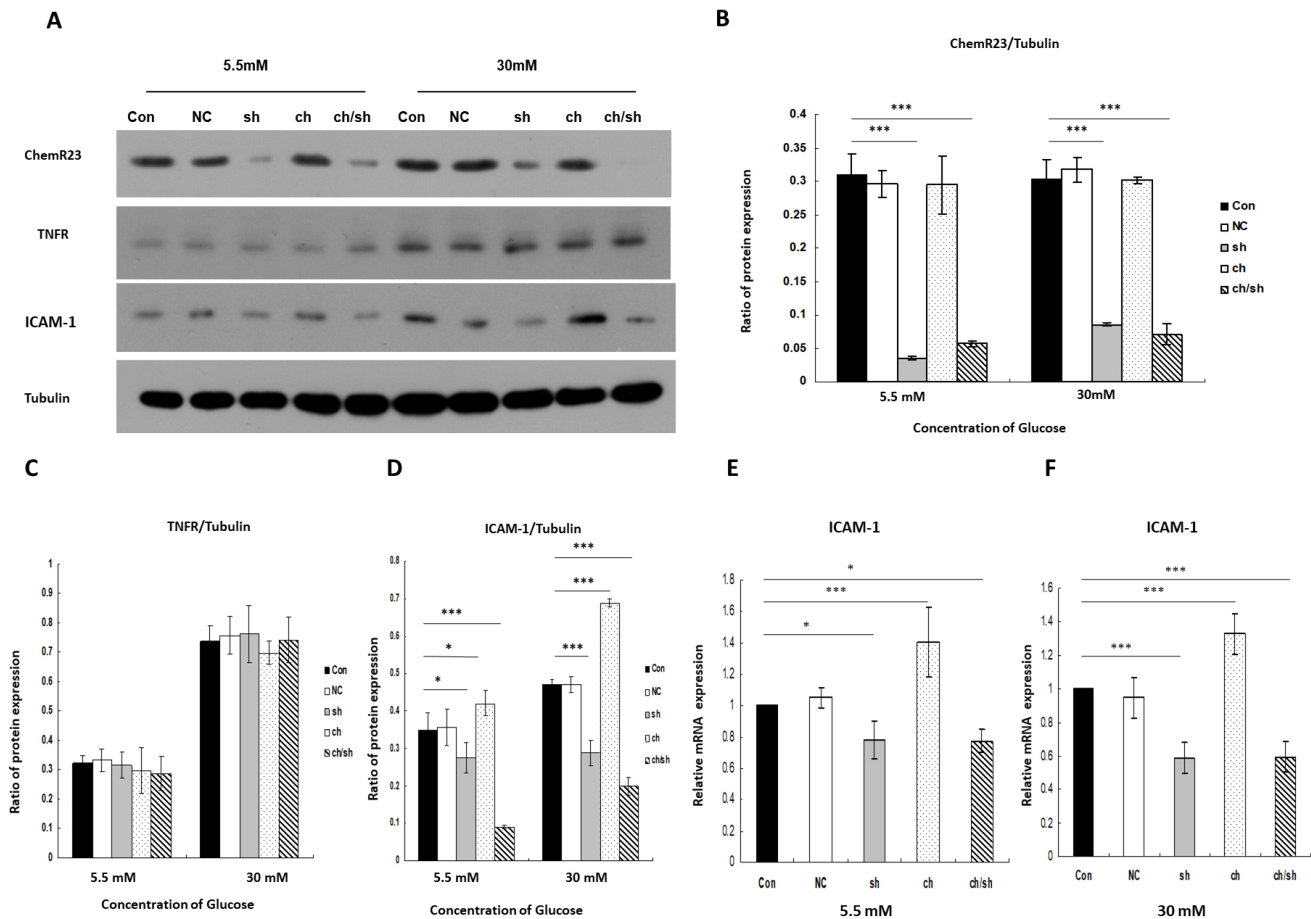 A
5.5mM 30mM
Con NC sh ch ch/sh Con NC sh ch ch/sh
ChemR23
TNFR
ICAM-1
Tubulin
B
ChemR23/Tubulin
Ratio of protein expression
0.4
0.35
0.3
0.25
0.2
0.15
0.1
0.05
0
*** ***
*** ***
Con
NC
sh
ch
ch/sh
5.5 mM 30mM
Concentration of Glucose
C
TNFR/Tubulin
Ratio of protein expression
1
0.9
0.8
0.7
0.6
0.5
0.4
0.3
0.2
0.1
0
Con
NC
sh
ch
ch/sh
5.5 mM 30 mM
Concentration of Glucose
D
ICAM-1/Tubulin
Ratio of protein expression
0.8
0.7
0.6
0.5
0.4
0.3
0.2
0.1
0.0
***
*
*
***
***
***
Con
NC
sh
ch
ch/sh
5.5 mM 30 mM
Concentration of Glucose
E
ICAM-1
Relative mRNA expression
1.8
1.6
1.4
1.2
1
0.8
0.6
0.4
0.2
0
*
***
*
Con NC sh ch ch/sh
5.5 mM
F
ICAM-1
Relative mRNA expression
1.6
1.4
1.2
1
0.8
0.6
0.4
0.2
0
***
***
***
Con NC sh ch ch/sh
30 mM